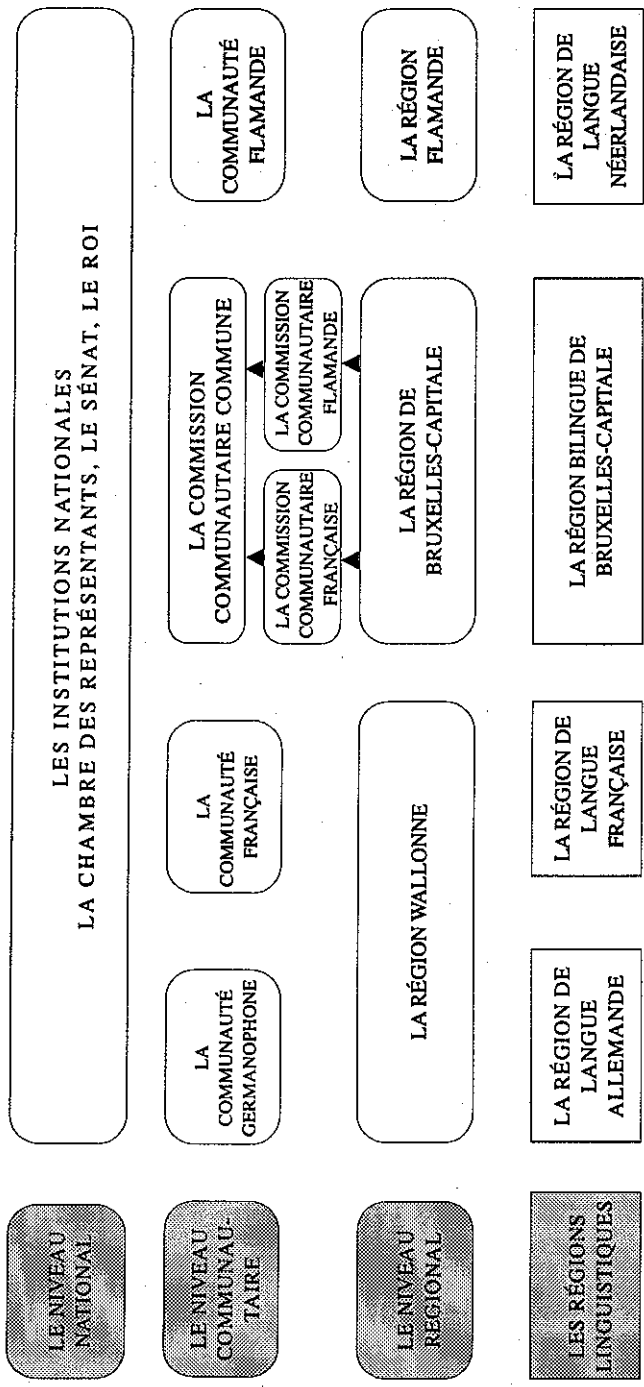 LE NIVEAU
NATIONAL
LES INSTITUTIONS NATIONALES
LA CHAMBRE DES REPRÉSENTANTS, LE SÉNAT, LE ROI
LE NIVEAU
COMMUNAU-
TAIRE
LA
COMMUNAUTÉ
GERMANOPHONE
LA
COMMUNAUTÉ
FRANÇAISE
LA COMMISSION
COMMUNAUTAIRE COMMUNE
LA COMMISSION
COMMUNAUTAIRE
FRANÇAISE
LA COMMISSION
COMMUNAUTAIRE
FLAMANDE
LA
COMMUNAUTÉ
FLAMANDE
LE NIVEAU
REGIONAL
LA RÉGION WALLONNE
LA RÉGION DE
BRUXELLES-CAPITALE
LA RÉGION
FLAMANDE
LES RÉGIONS
LINGUISTIQUES
LA RÉGION DE
LANGUE
ALLEMANDE
LA RÉGION DE
LANGUE
FRANÇAISE
LA RÉGION BILINGUE DE
BRUXELLES-CAPITALE
LA RÉGION DE
LANGUE
NÉERLANDAISE